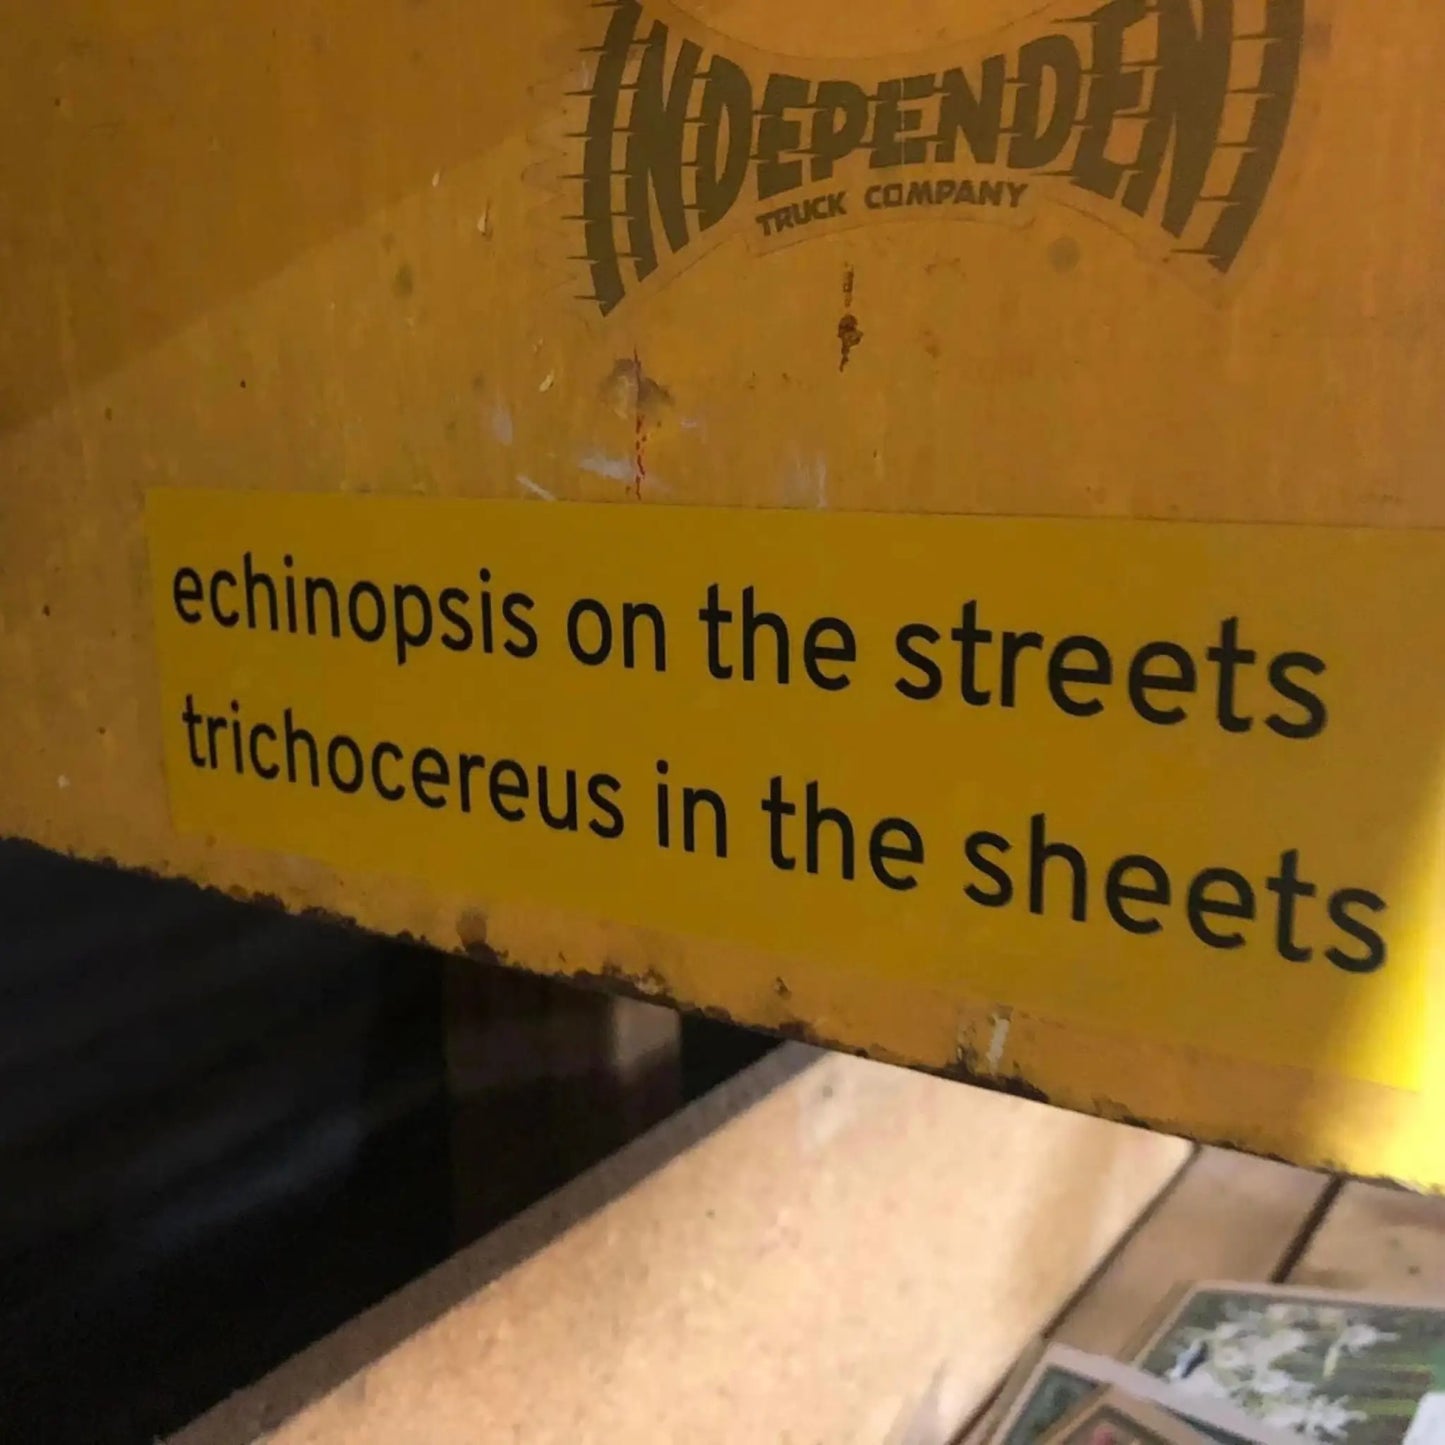 INDEPENDENT
TRUCK COMPANY
echinopsis on the streets
trichocereus in the sheets